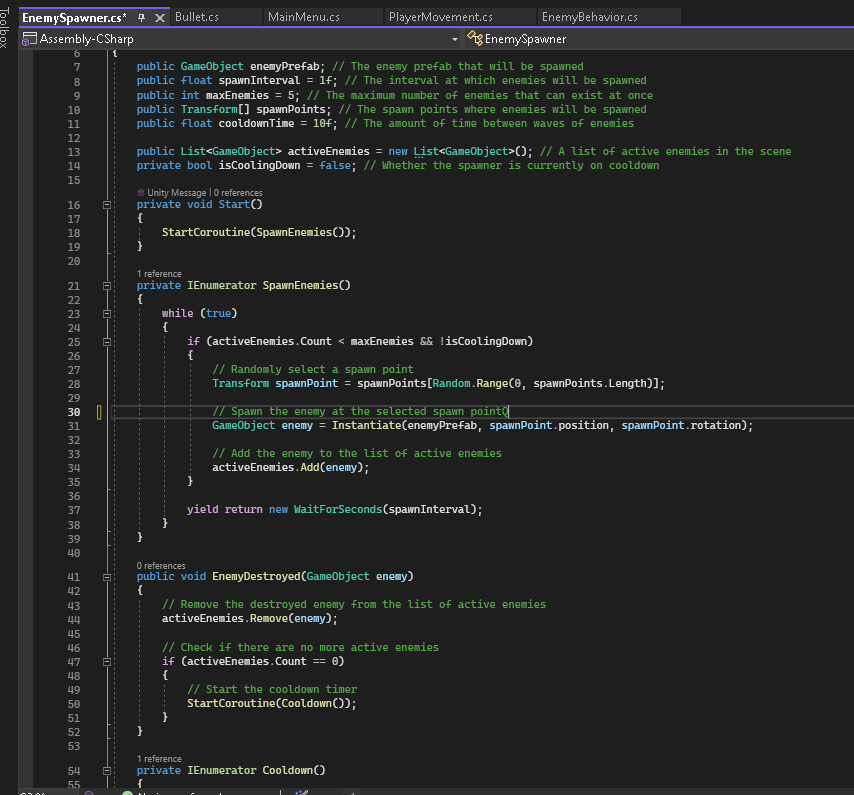 Toolbox
EnemySpawner.cs* Bullet.cs MainMenu.cs PlayerMovement.cs EnemyBehavior.cs
Assembly-CSharp EnemySpawner
6 {
7 public GameObject enemyPrefab; // The enemy prefab that will be spawned
8 public float spawnInterval = 1f; // The interval at which enemies will be spawned
9 public int maxEnemies = 5; // The maximum number of enemies that can exist at once
10 public Transform[] spawnPoints; // The spawn points where enemies will be spawned
11 public float cooldownTime = 10f; // The amount of time between waves of enemies
12
13 public List<GameObject> activeEnemies = new List<GameObject>(); // A list of active enemies in the scene
14 private bool isCoolingDown = false; // Whether the spawner is currently on cooldown
15
Unity Message | 0 references
16 private void Start()
17 {
18 StartCoroutine(SpawnEnemies());
19 }
20
1 reference
21 private IEnumerator SpawnEnemies()
22 {
23 while (true)
24 {
25 if (activeEnemies.Count < maxEnemies && !isCoolingDown)
26 {
27 // Randomly select a spawn point
28 Transform spawnPoint = spawnPoints[Random.Range(0, spawnPoints.Length)];
29
30 // Spawn the enemy at the selected spawn pointQ
31 GameObject enemy = Instantiate(enemyPrefab, spawnPoint.position, spawnPoint.rotation);
32
33 // Add the enemy to the list of active enemies
34 activeEnemies.Add(enemy);
35 }
36
37 yield return new WaitForSeconds(spawnInterval);
38 }
39 }
40
0 references
41 public void EnemyDestroyed(GameObject enemy)
42 {
43 // Remove the destroyed enemy from the list of active enemies
44 activeEnemies.Remove(enemy);
45
46 // Check if there are no more active enemies
47 if (activeEnemies.Count == 0)
48 {
49 // Start the cooldown timer
50 StartCoroutine(Cooldown());
51 }
52 }
53
1 reference
54 private IEnumerator Cooldown()
55 {